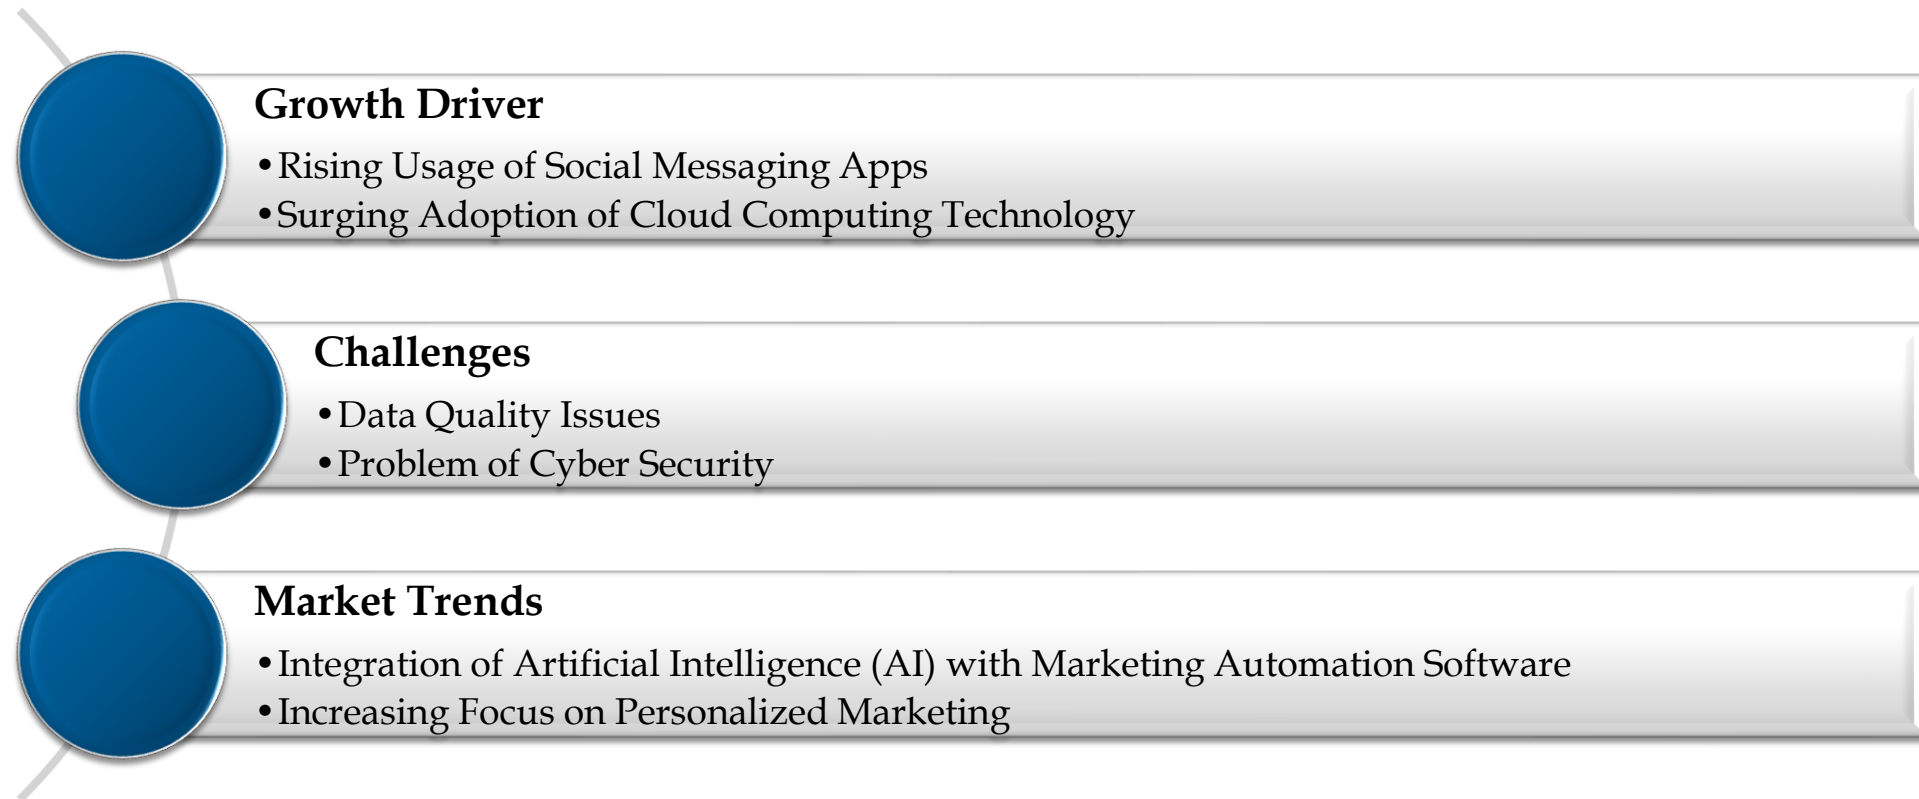 Growth Driver
•Rising Usage of Social Messaging Apps
•Surging Adoption of Cloud Computing Technology
Challenges
•Data Quality Issues
•Problem of Cyber Security
Market Trends
•Integration of Artificial Intelligence (AI) with Marketing Automation Software
•Increasing Focus on Personalized Marketing